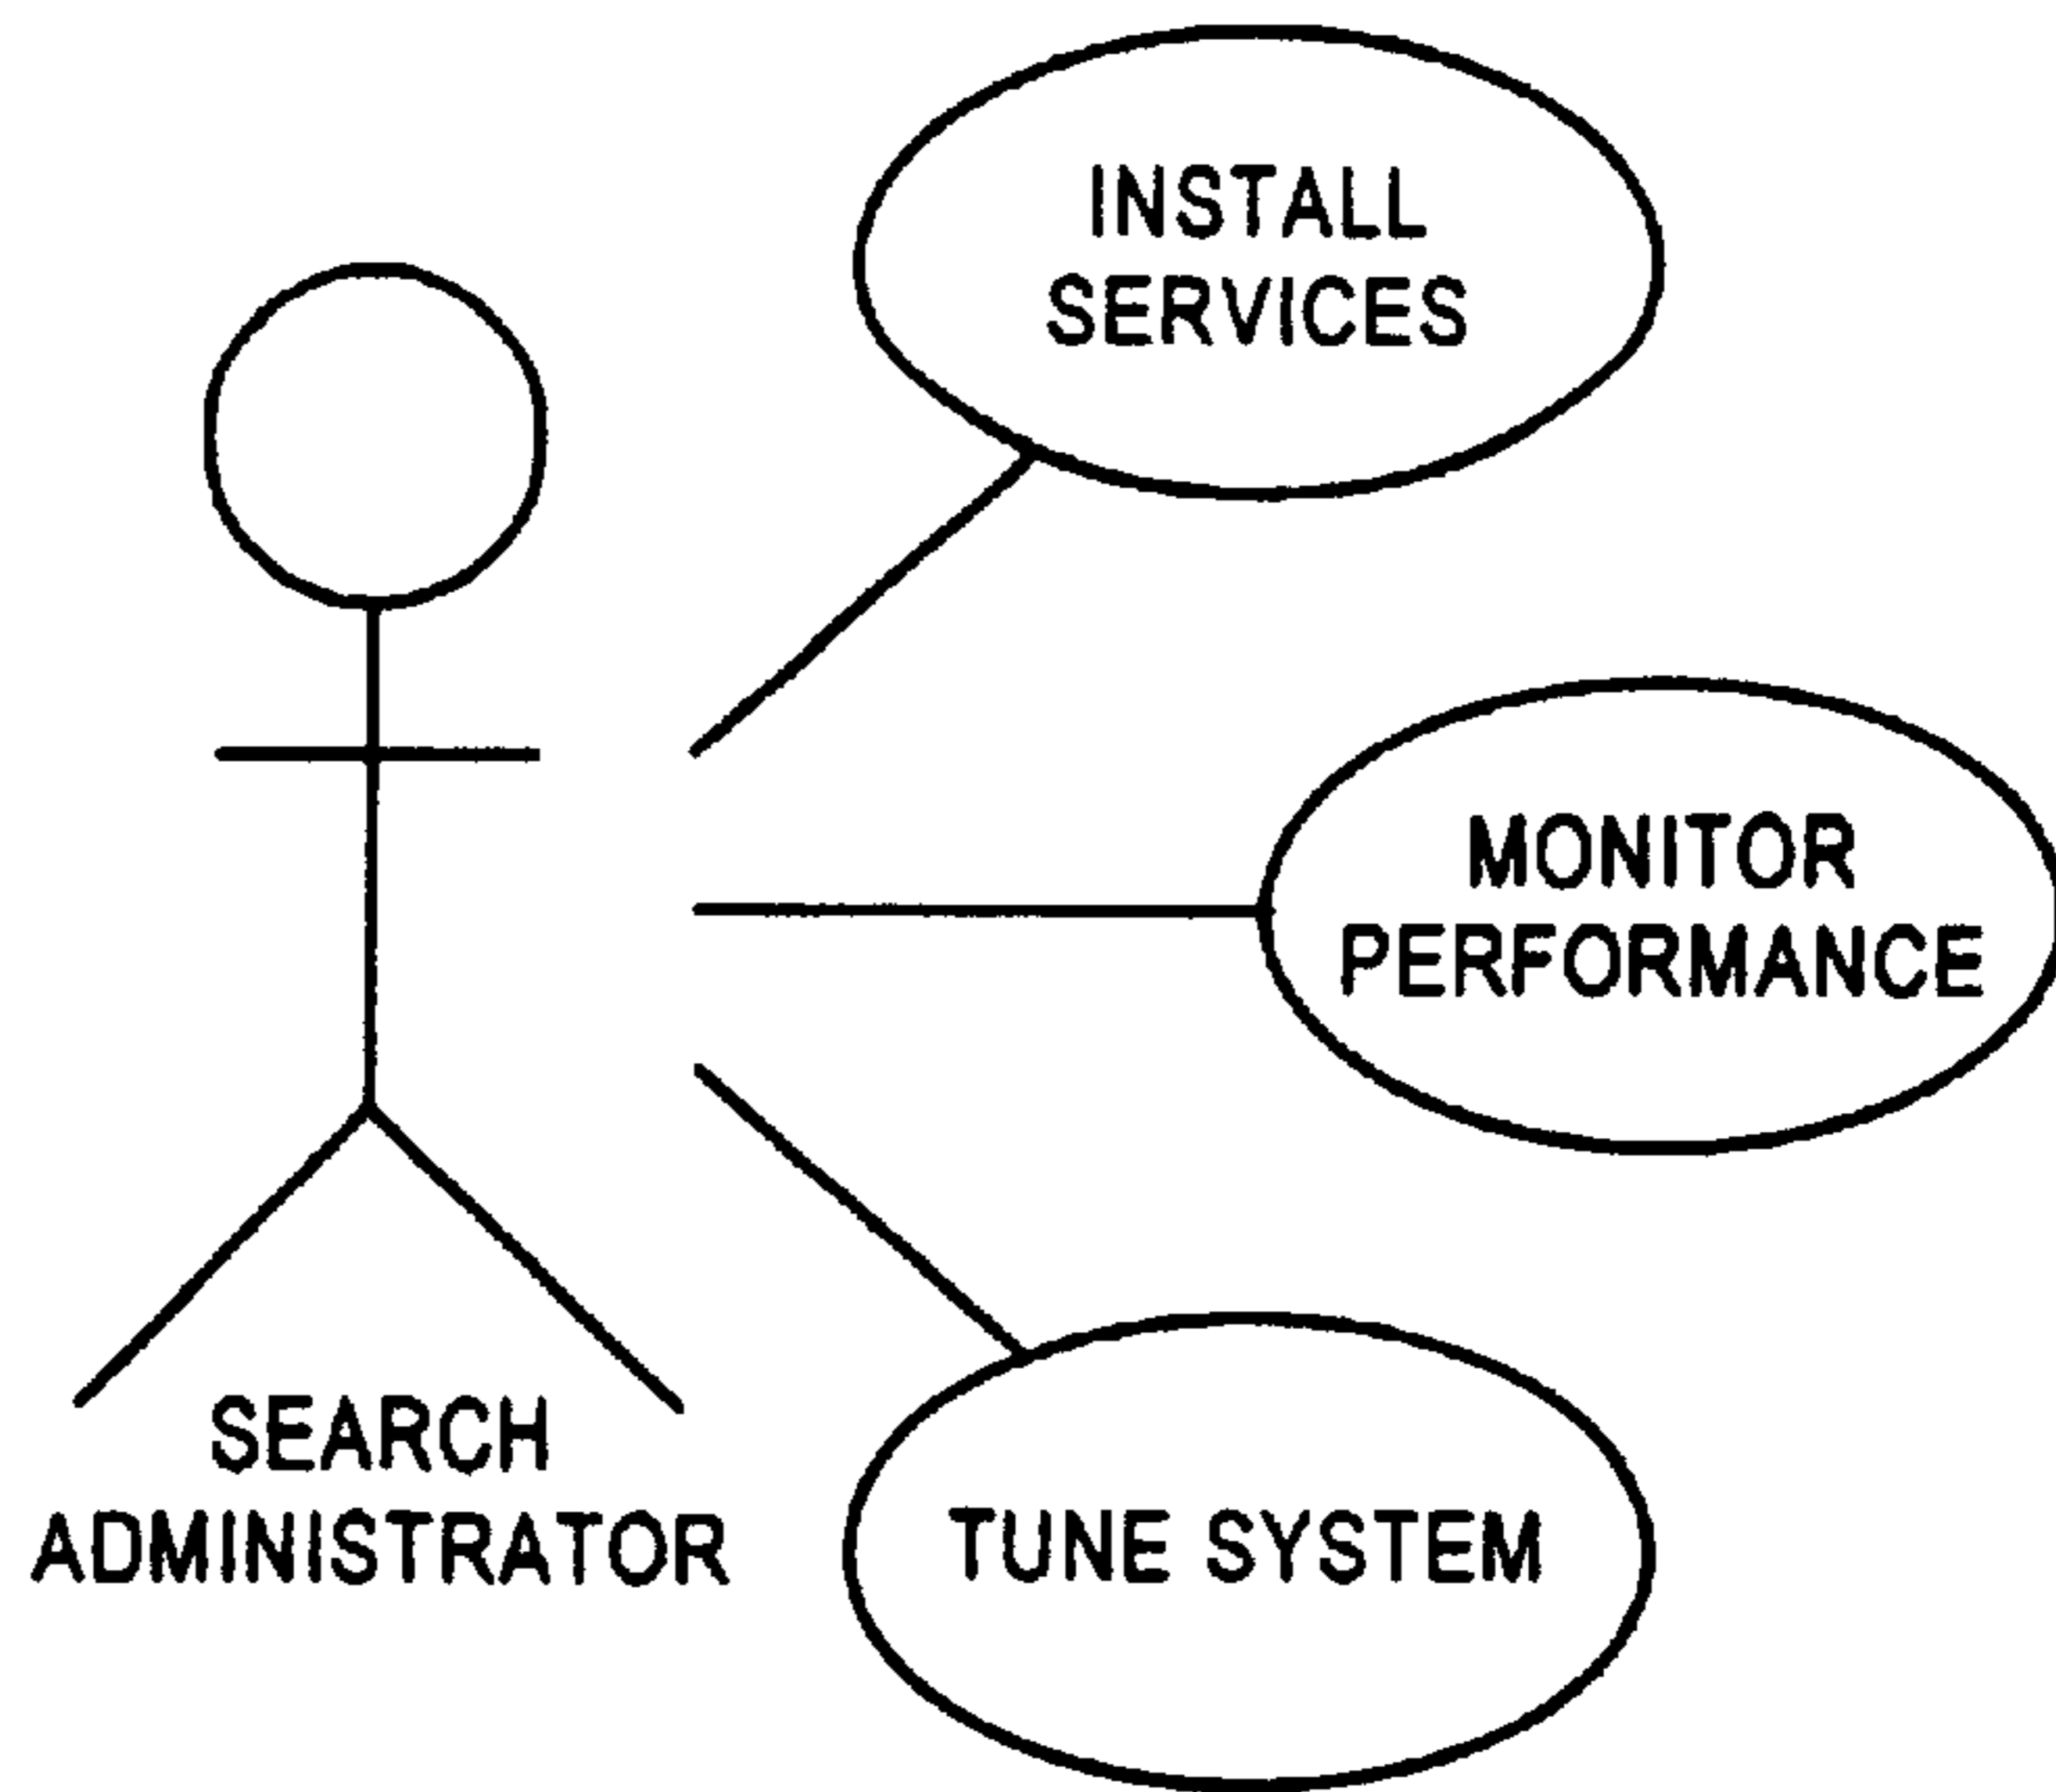 INSTALL
SERVICES
MONITOR
PERFORMANCE
SEARCH
ADMINISTRATOR
TUNE SYSTEM